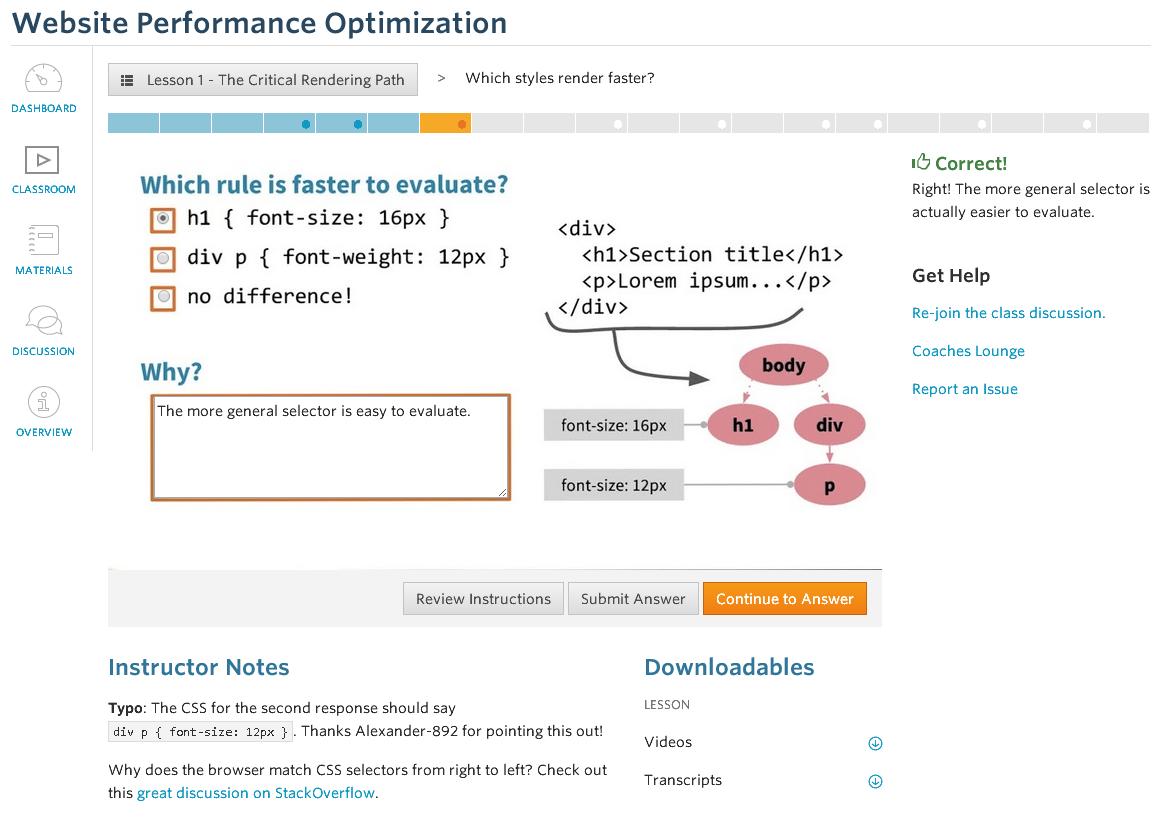 Website Performance Optimization
DASHBOARD
CLASSROOM
MATERIALS
DISCUSSION
OVERVIEW
Lesson 1 - The Critical Rendering Path
>
Which styles render faster?
Which rule is faster to evaluate?
h1 { font-size: 16px }
div p { font-weight: 12px }
no difference!
Why?
The more general selector is easy to evaluate.
<div>
<h1>Section title</h1>
<p>Lorem ipsum...</p>
</div>
body
font-size: 16px
h1
div
font-size: 12px
p
Review Instructions
Submit Answer
Continue to Answer
Correct!
Right! The more general selector is
actually easier to evaluate.
Get Help
Re-join the class discussion.
Coaches Lounge
Report an Issue
Instructor Notes
Typo: The CSS for the second response should say
div p { font-size: 12px }. Thanks Alexander-892 for pointing this out!
Why does the browser match CSS selectors from right to left? Check out
this great discussion on StackOverflow.
Downloadables
LESSON
Videos
Transcripts